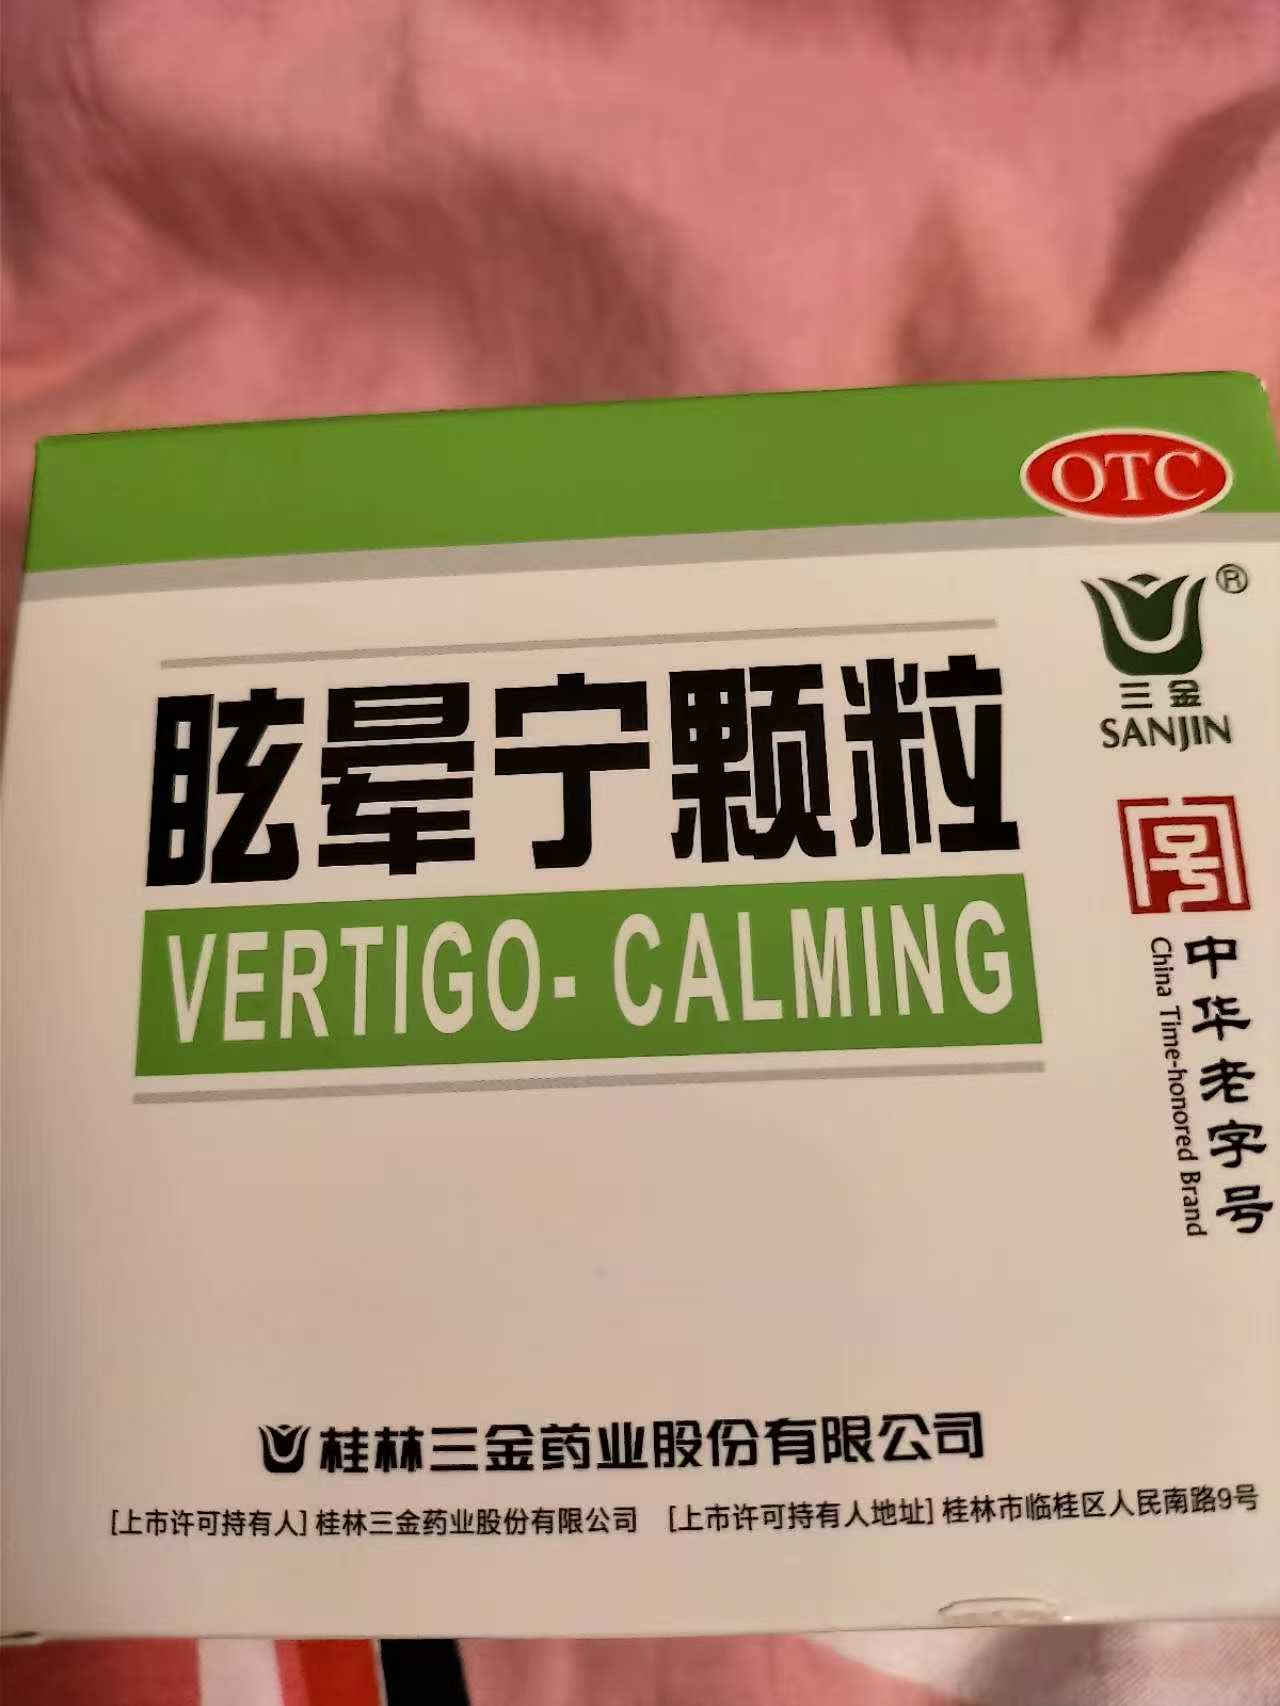 OTC
®
三金
SANJIN
眩晕宁颗粒
VERTIGO- CALMING
号
中华老字号
China Time-honored Brand
桂林三金药业股份有限公司
[上市许可持有人] 桂林三金药业股份有限公司 [上市许可持有人地址] 桂林市临桂区人民南路9号